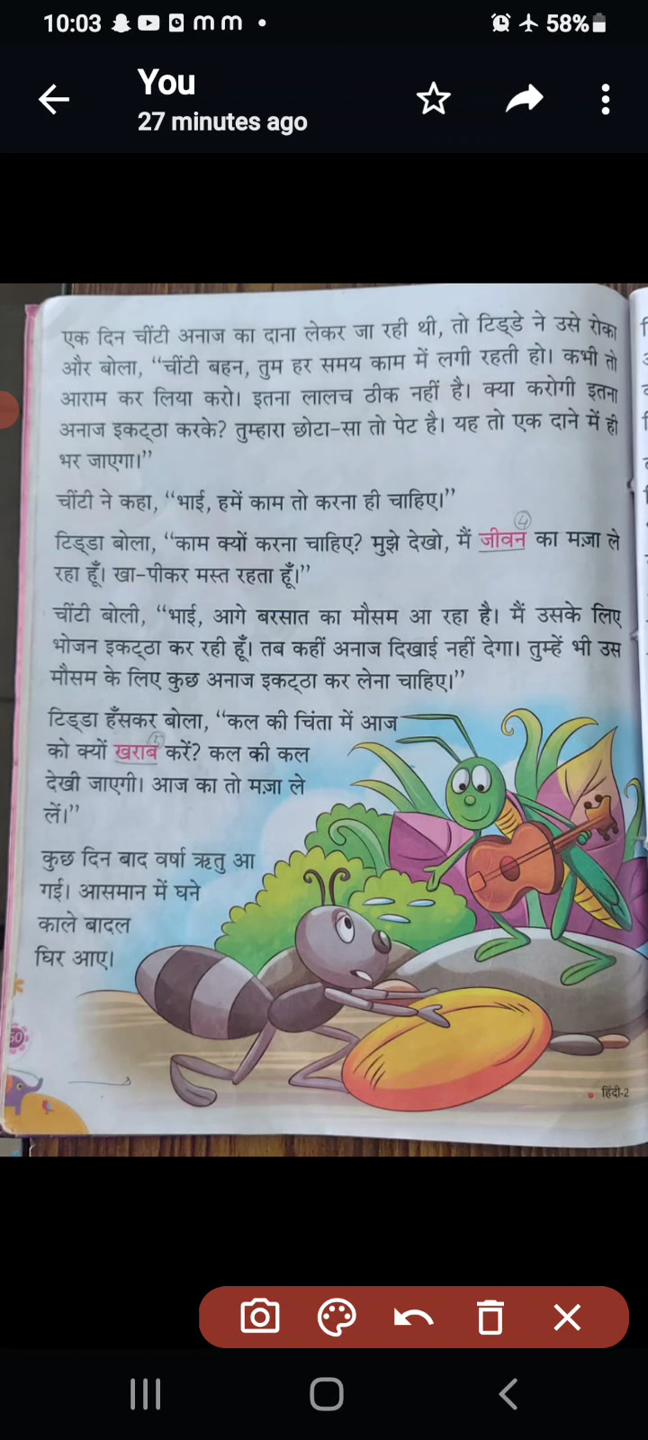 10:03 m m • 58%
You
27 minutes ago
एक दिन चींटी अनाज का दाना लेकर जा रही थी, तो टिड्डे ने उसे रोका
और बोला, “चींटी बहन, तुम हर समय काम में लगी रहती हो। कभी तो
आराम कर लिया करो। इतना लालच ठीक नहीं है। क्या करोगी इतना
अनाज इकट्ठा करके? तुम्हारा छोटा-सा तो पेट है। यह तो एक दाने में ही
भर जाएगा।”
चींटी ने कहा, “भाई, हमें काम तो करना ही चाहिए।”
4
टिड्डा बोला, “काम क्यों करना चाहिए? मुझे देखो, मैं जीवन का मज़ा ले
रहा हूँ। खा-पीकर मस्त रहता हूँ।”
चींटी बोली, “भाई, आगे बरसात का मौसम आ रहा है। मैं उसके लिए
भोजन इकट्ठा कर रही हूँ। तब कहीं अनाज दिखाई नहीं देगा। तुम्हें भी उस
मौसम के लिए कुछ अनाज इकट्ठा कर लेना चाहिए।”
टिड्डा हँसकर बोला, “कल की चिंता में आज
को क्यों खराब करें? कल की कल
देखी जाएगी। आज का तो मज़ा ले
लें।”
कुछ दिन बाद वर्षा ऋतु आ
गई। आसमान में घने
काले बादल
घिर आए।
हिंदी-2